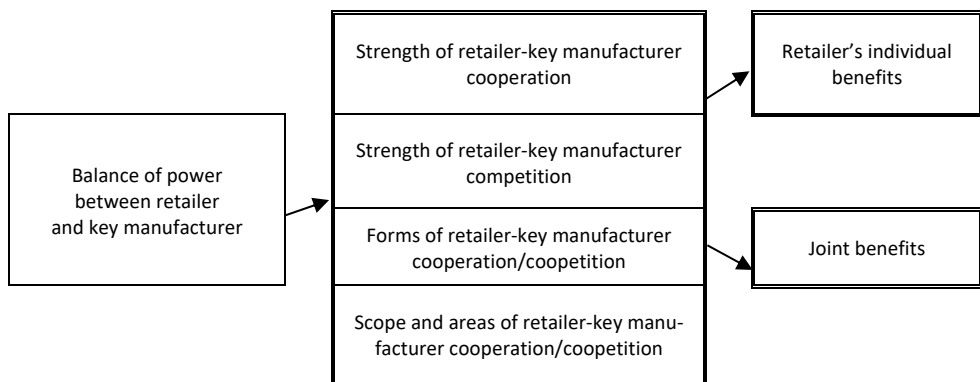 Balance of power
between retailer
and key manufacturer
Strength of retailer-key manufacturer
cooperation
Strength of retailer-key manufacturer
competition
Forms of retailer-key manufacturer
cooperation/coopetition
Scope and areas of retailer-key manu-
facturer cooperation/coopetition
Retailer’s individual
benefits
Joint benefits